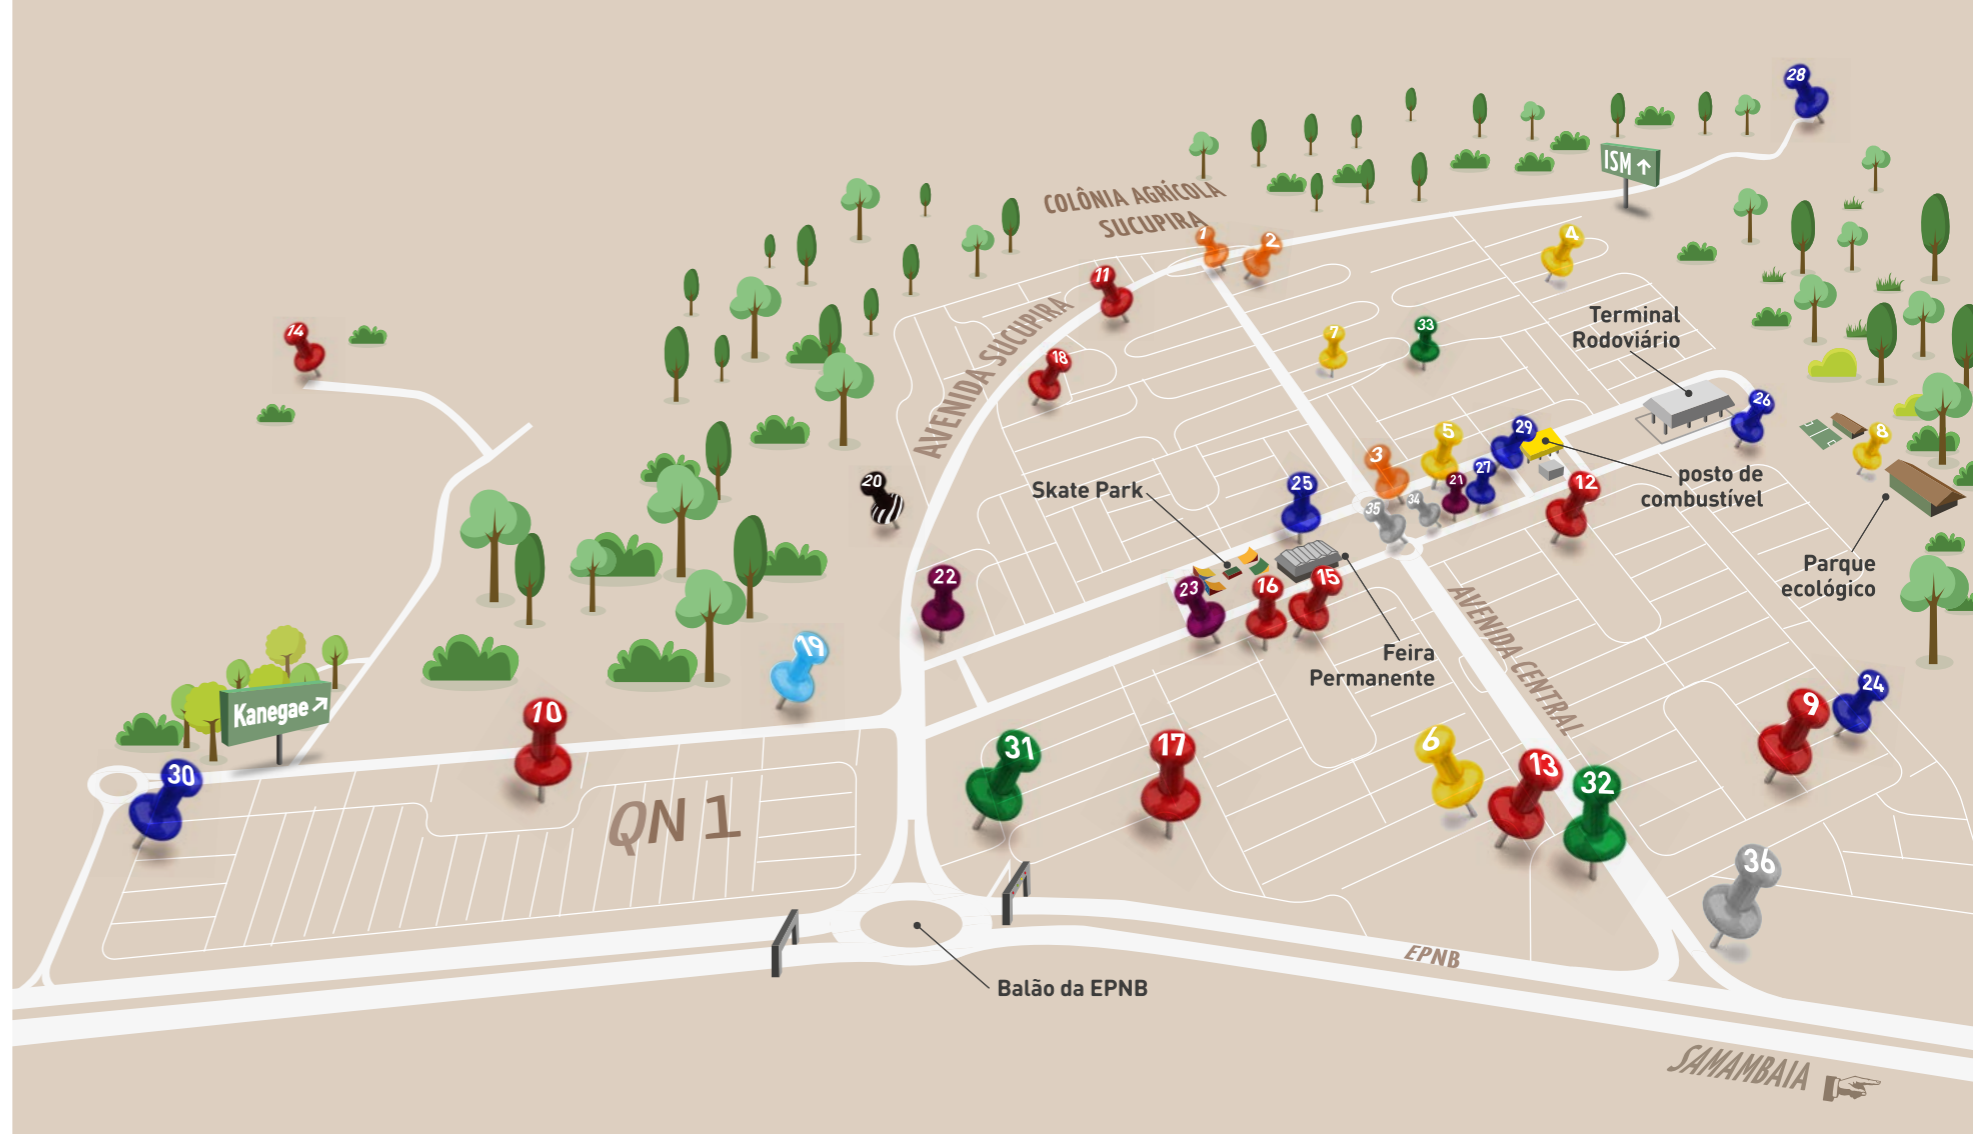 28
ISM ↑
COLÔNIA AGRÍCOLA
SUCUPIRA
1
2
4
11
AVENIDA SUCUPIRA
14
18
7
33
Terminal
Rodoviário
26
8
29
5
3
27
21
12
posto de
combustível
34
35
25
Skate Park
20
22
23
16
15
Parque
ecológico
AVENIDA CENTRAL
Feira
Permanente
19
Kanegae ↗
10
24
9
30
31
17
6
13
32
QN 1
36
EPNB
Balão da EPNB
SAMAMBAIA